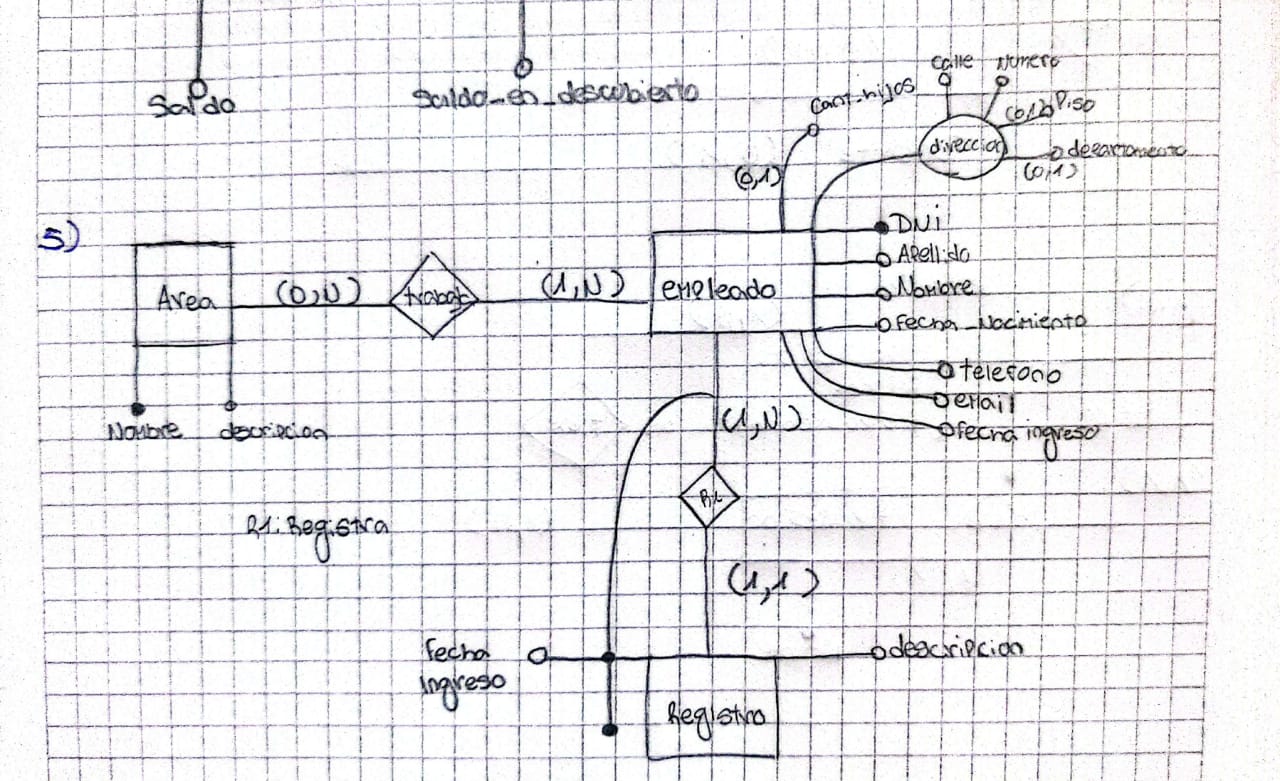 Saldo
Saldo_en_descobierto
Cant_hijos
calle
Numero
(0,1)
Piso
direccion
departamento
(0,1)
(0,1)
5)
DNi
Apellido
Area
(0,N)
trabaja
(1,N)
empleado
Nombre
Fecha_Nacimiento
telefono
email
fecha ingreso
Nombre
descripcion
(1,N)
R1
R1: Registra
(1,1)
Fecha
Ingreso
descripcion
Registro